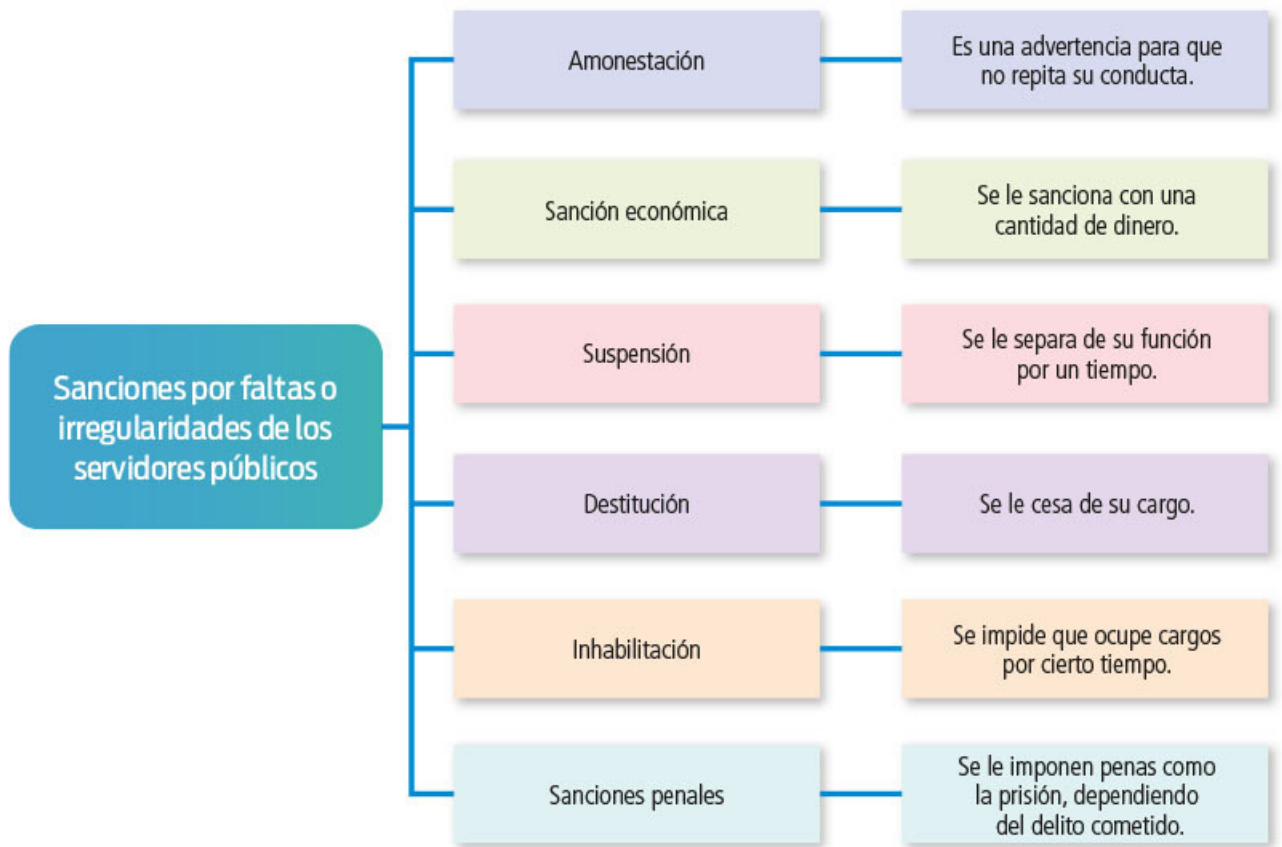 Sanciones por faltas o
irregularidades de los
servidores públicos
Amonestación
Es una advertencia para que
no repita su conducta.
Sanción económica
Se le sanciona con una
cantidad de dinero.
Suspensión
Se le separa de su función
por un tiempo.
Destitución
Se le cesa de su cargo.
Inhabilitación
Se impide que ocupe cargos
por cierto tiempo.
Sanciones penales
Se le imponen penas como
la prisión, dependiendo
del delito cometido.